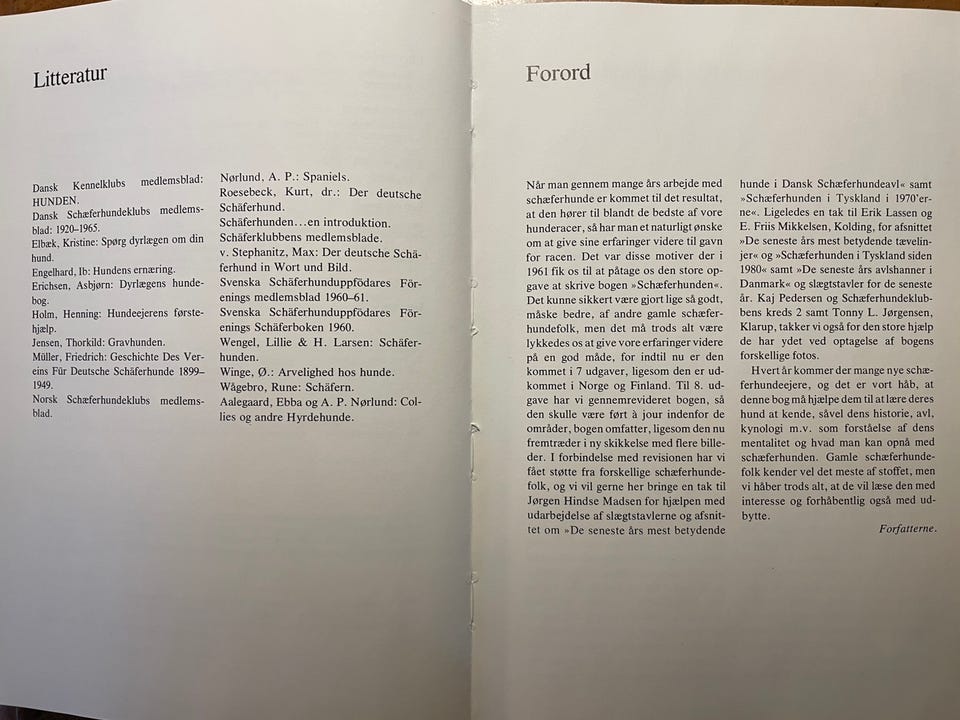 Litteratur
Dansk Kennelklubs medlemsblad:
HUNDEN.
Dansk Schæferhundeklubs medlems-
blad: 1920–1965.
Elbæk, Kristine: Spørg dyrlægen om din
hund.
Engelhard, Ib: Hundens ernæring.
Erichsen, Asbjørn: Dyrlægens hunde-
bog.
Holm, Henning: Hundeejerens første-
hjælp.
Jensen, Thorkild: Gravhunden.
Müller, Friedrich: Geschichte Des Ver-
eins Für Deutsche Schäferhunde 1899–
1949.
Norsk Schæferhundeklubs medlems-
blad.
Nørlund, A. P.: Spaniels.
Roesebeck, Kurt, dr.: Der deutsche
Schäferhund.
Schäferhunden...en introduktion.
Schäferklubbens medlemsblade.
v. Stephanitz, Max: Der deutsche Schä-
ferhund in Wort und Bild.
Svenska Schäferhunduppfödares För-
enings medlemsblad 1960–61.
Svenska Schäferhunduppfödares För-
enings Schäferboken 1960.
Wengel, Lillie & H. Larsen: Schäfer-
hunden.
Winge, Ø.: Arvelighed hos hunde.
Wågebro, Rune: Schäfern.
Aalegaard, Ebba og A. P. Nørlund: Col-
lies og andre Hyrdehunde.
Forord
Når man gennem mange års arbejde med
schæferhunde er kommet til det resultat,
at den hører til blandt de bedste af vore
hunderacer, så har man et naturligt ønske
om at give sine erfaringer videre til gavn
for racen. Det var disse motiver der i
1961 fik os til at påtage os den store op-
gave at skrive bogen »Schæferhunden«.
Det kunne sikkert være gjort lige så godt,
måske bedre, af andre gamle schæfer-
hundefolk, men det må trods alt være
lykkedes os at give vore erfaringer videre
på en god måde, for indtil nu er den
kommet i 7 udgaver, ligesom den er ud-
kommet i Norge og Finland. Til 8. ud-
gave har vi gennemrevideret bogen, så
den skulle være ført à jour indenfor de
områder, bogen omfatter, ligesom den nu
fremtræder i ny skikkelse med flere bille-
der. I forbindelse med revisionen har vi
fået støtte fra forskellige schæferhunde-
folk, og vi vil gerne her bringe en tak til
Jørgen Hindse Madsen for hjælpen med
udarbejdelse af slægtstavlerne og afsnit-
tet om »De seneste års mest betydende
hunde i Dansk Schæferhundeavl« samt
»Schæferhunden i Tyskland i 1970'er-
ne«. Ligeledes en tak til Erik Lassen og
E. Friis Mikkelsen, Kolding, for afsnittet
»De seneste års mest betydende tævelin-
jer« og »Schæferhunden i Tyskland siden
1980« samt »De seneste års avlshanner i
Danmark« og slægtstavler for de seneste
år. Kaj Pedersen og Schæferhundeklub-
bens kreds 2 samt Tonny L. Jørgensen,
Klarup, takker vi også for den store hjælp
de har ydet ved optagelse af bogens
forskellige fotos.
Hvert år kommer der mange nye schæ-
ferhundeejere, og det er vort håb, at
denne bog må hjælpe dem til at lære deres
hund at kende, såvel dens historie, avl,
kynologi m.v. som forståelse af dens
mentalitet og hvad man kan opnå med
schæferhunden. Gamle schæferhunde-
folk kender vel det meste af stoffet, men
vi håber trods alt, at de vil læse den med
interesse og forhåbentlig også med ud-
bytte.
Forfatterne.